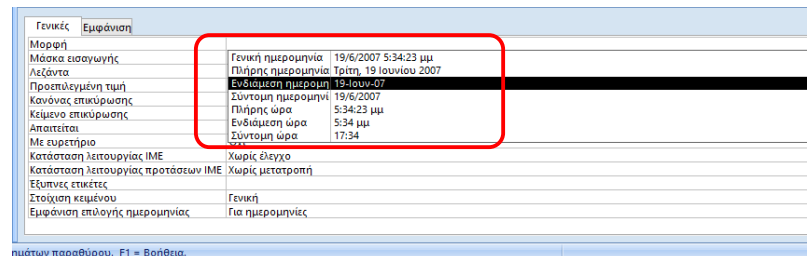 Γενικές Εμφάνιση
Μορφή
Μάσκα εισαγωγής Γενική ημερομηνία 19/6/2007 5:34:23 μμ
Λεζάντα Πλήρης ημερομηνία Τρίτη, 19 Ιουνίου 2007
Προεπιλεγμένη τιμή Ενδιάμεση ημερομη 19-Ιουν-07
Κανόνας επικύρωσης Σύντομη ημερομηνί 19/6/2007
Κείμενο επικύρωσης Πλήρης ώρα 5:34:23 μμ
Απαιτείται Ενδιάμεση ώρα 5:34 μμ
Με ευρετήριο Σύντομη ώρα 17:34
Κατάσταση λειτουργίας IME Χωρίς έλεγχο
Κατάσταση λειτουργίας προτάσεων IME Χωρίς μετατροπή
Έξυπνες ετικέτες
Στοίχιση κειμένου Γενική
Εμφάνιση επιλογής ημερομηνίας Για ημερομηνίες
ημάτων παραθύρου. F1 = Βοήθεια.